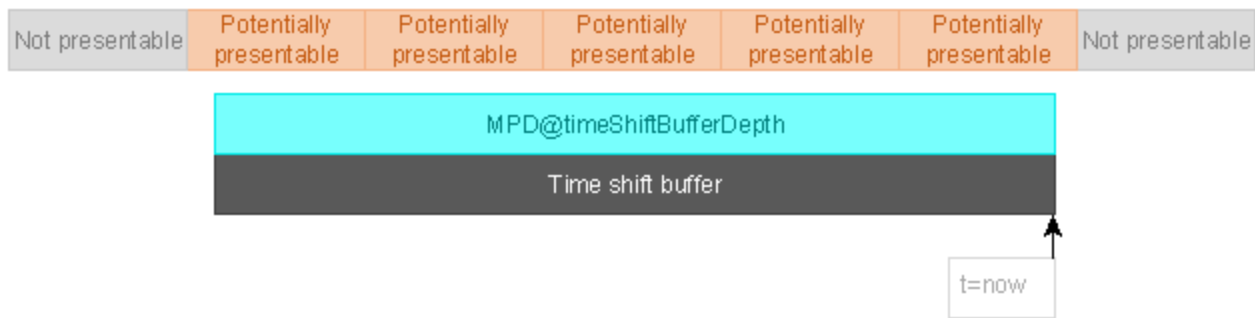 Not presentable
Potentially
presentable
Potentially
presentable
Potentially
presentable
Potentially
presentable
Potentially
presentable
Not presentable
MPD@timeShiftBufferDepth
Time shift buffer
t=now